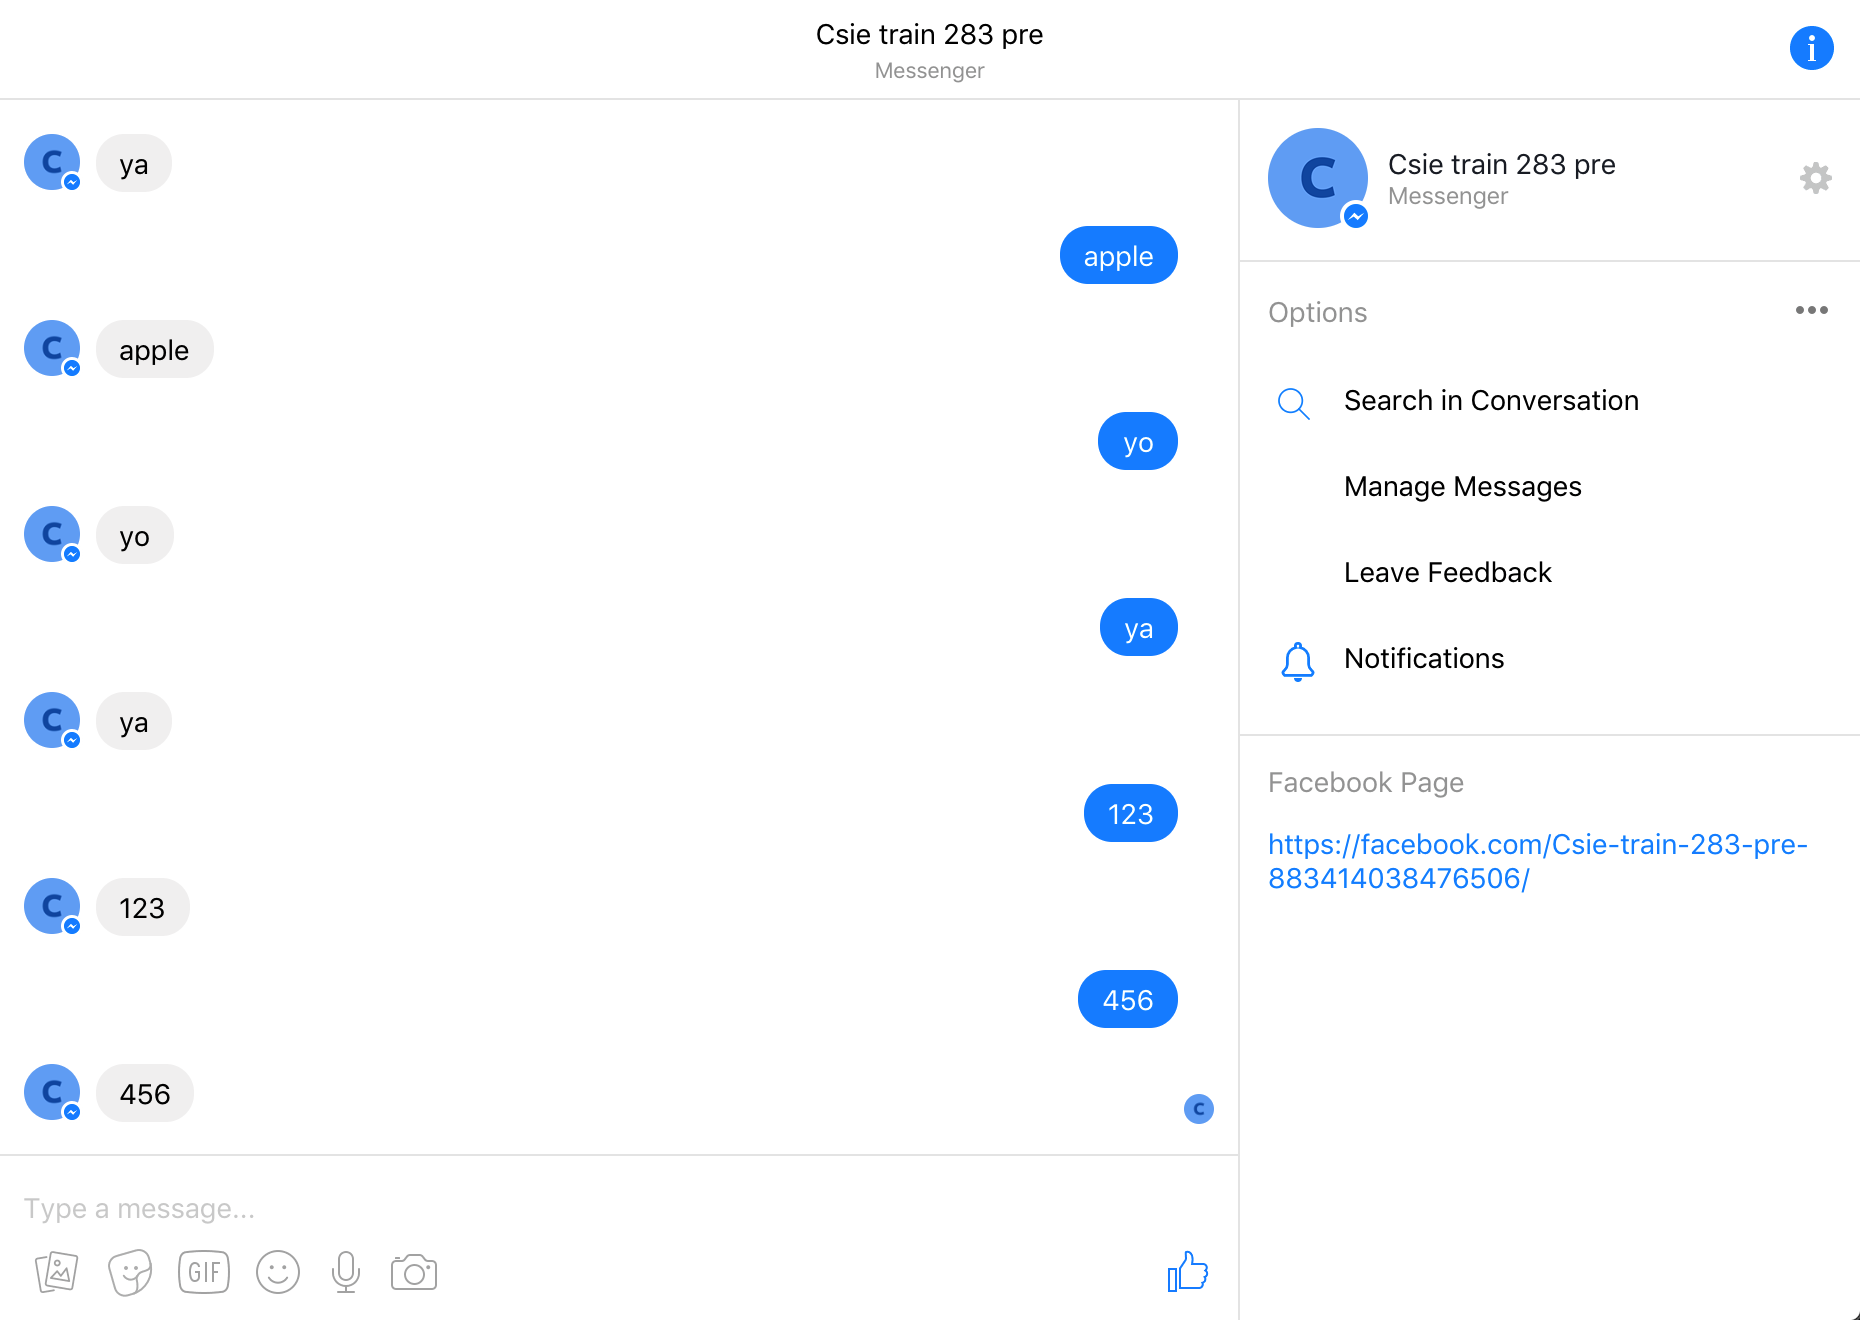 Csie train 283 pre
Messenger
C
ya
apple
C
apple
yo
C
yo
ya
C
ya
123
C
123
456
C
456
C
Type a message...
GIF
i
C
Csie train 283 pre
Messenger
Options
Search in Conversation
Manage Messages
Leave Feedback
Notifications
Facebook Page
https://facebook.com/Csie-train-283-pre-
883414038476506/